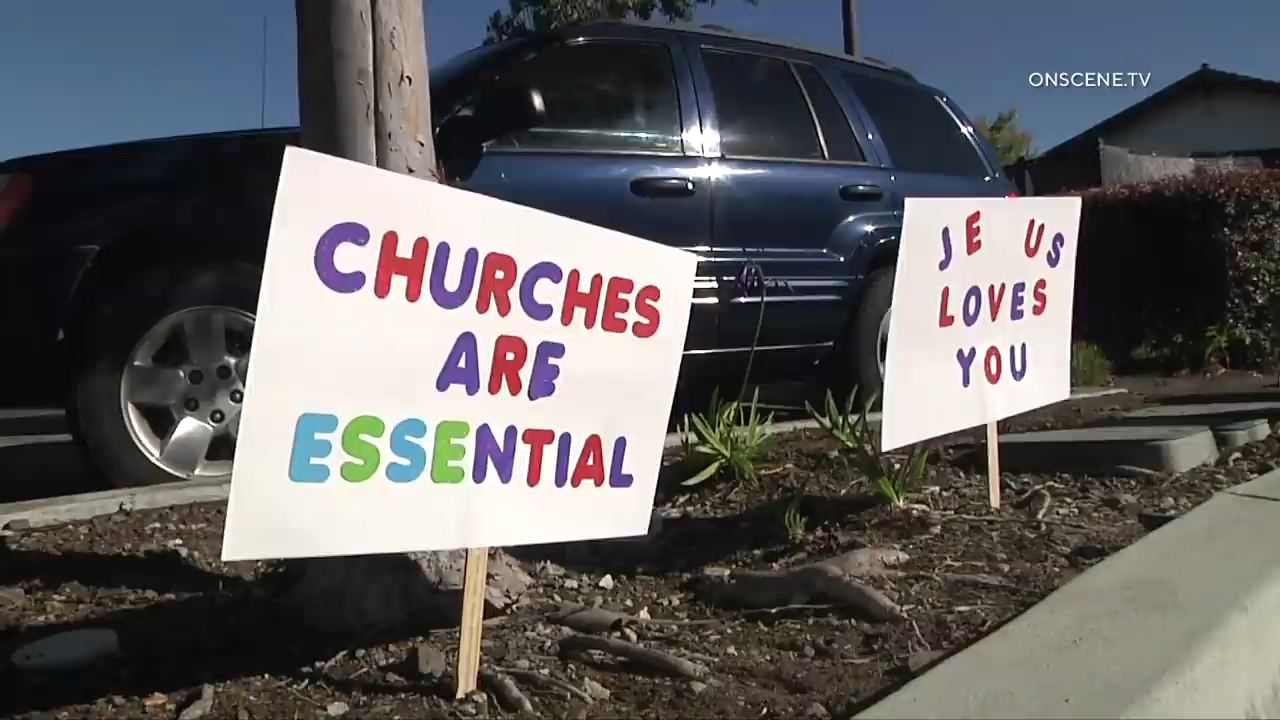 ONSCENE.TV
CHURCHES
ARE
ESSENTIAL
JE US
LOVES
YOU